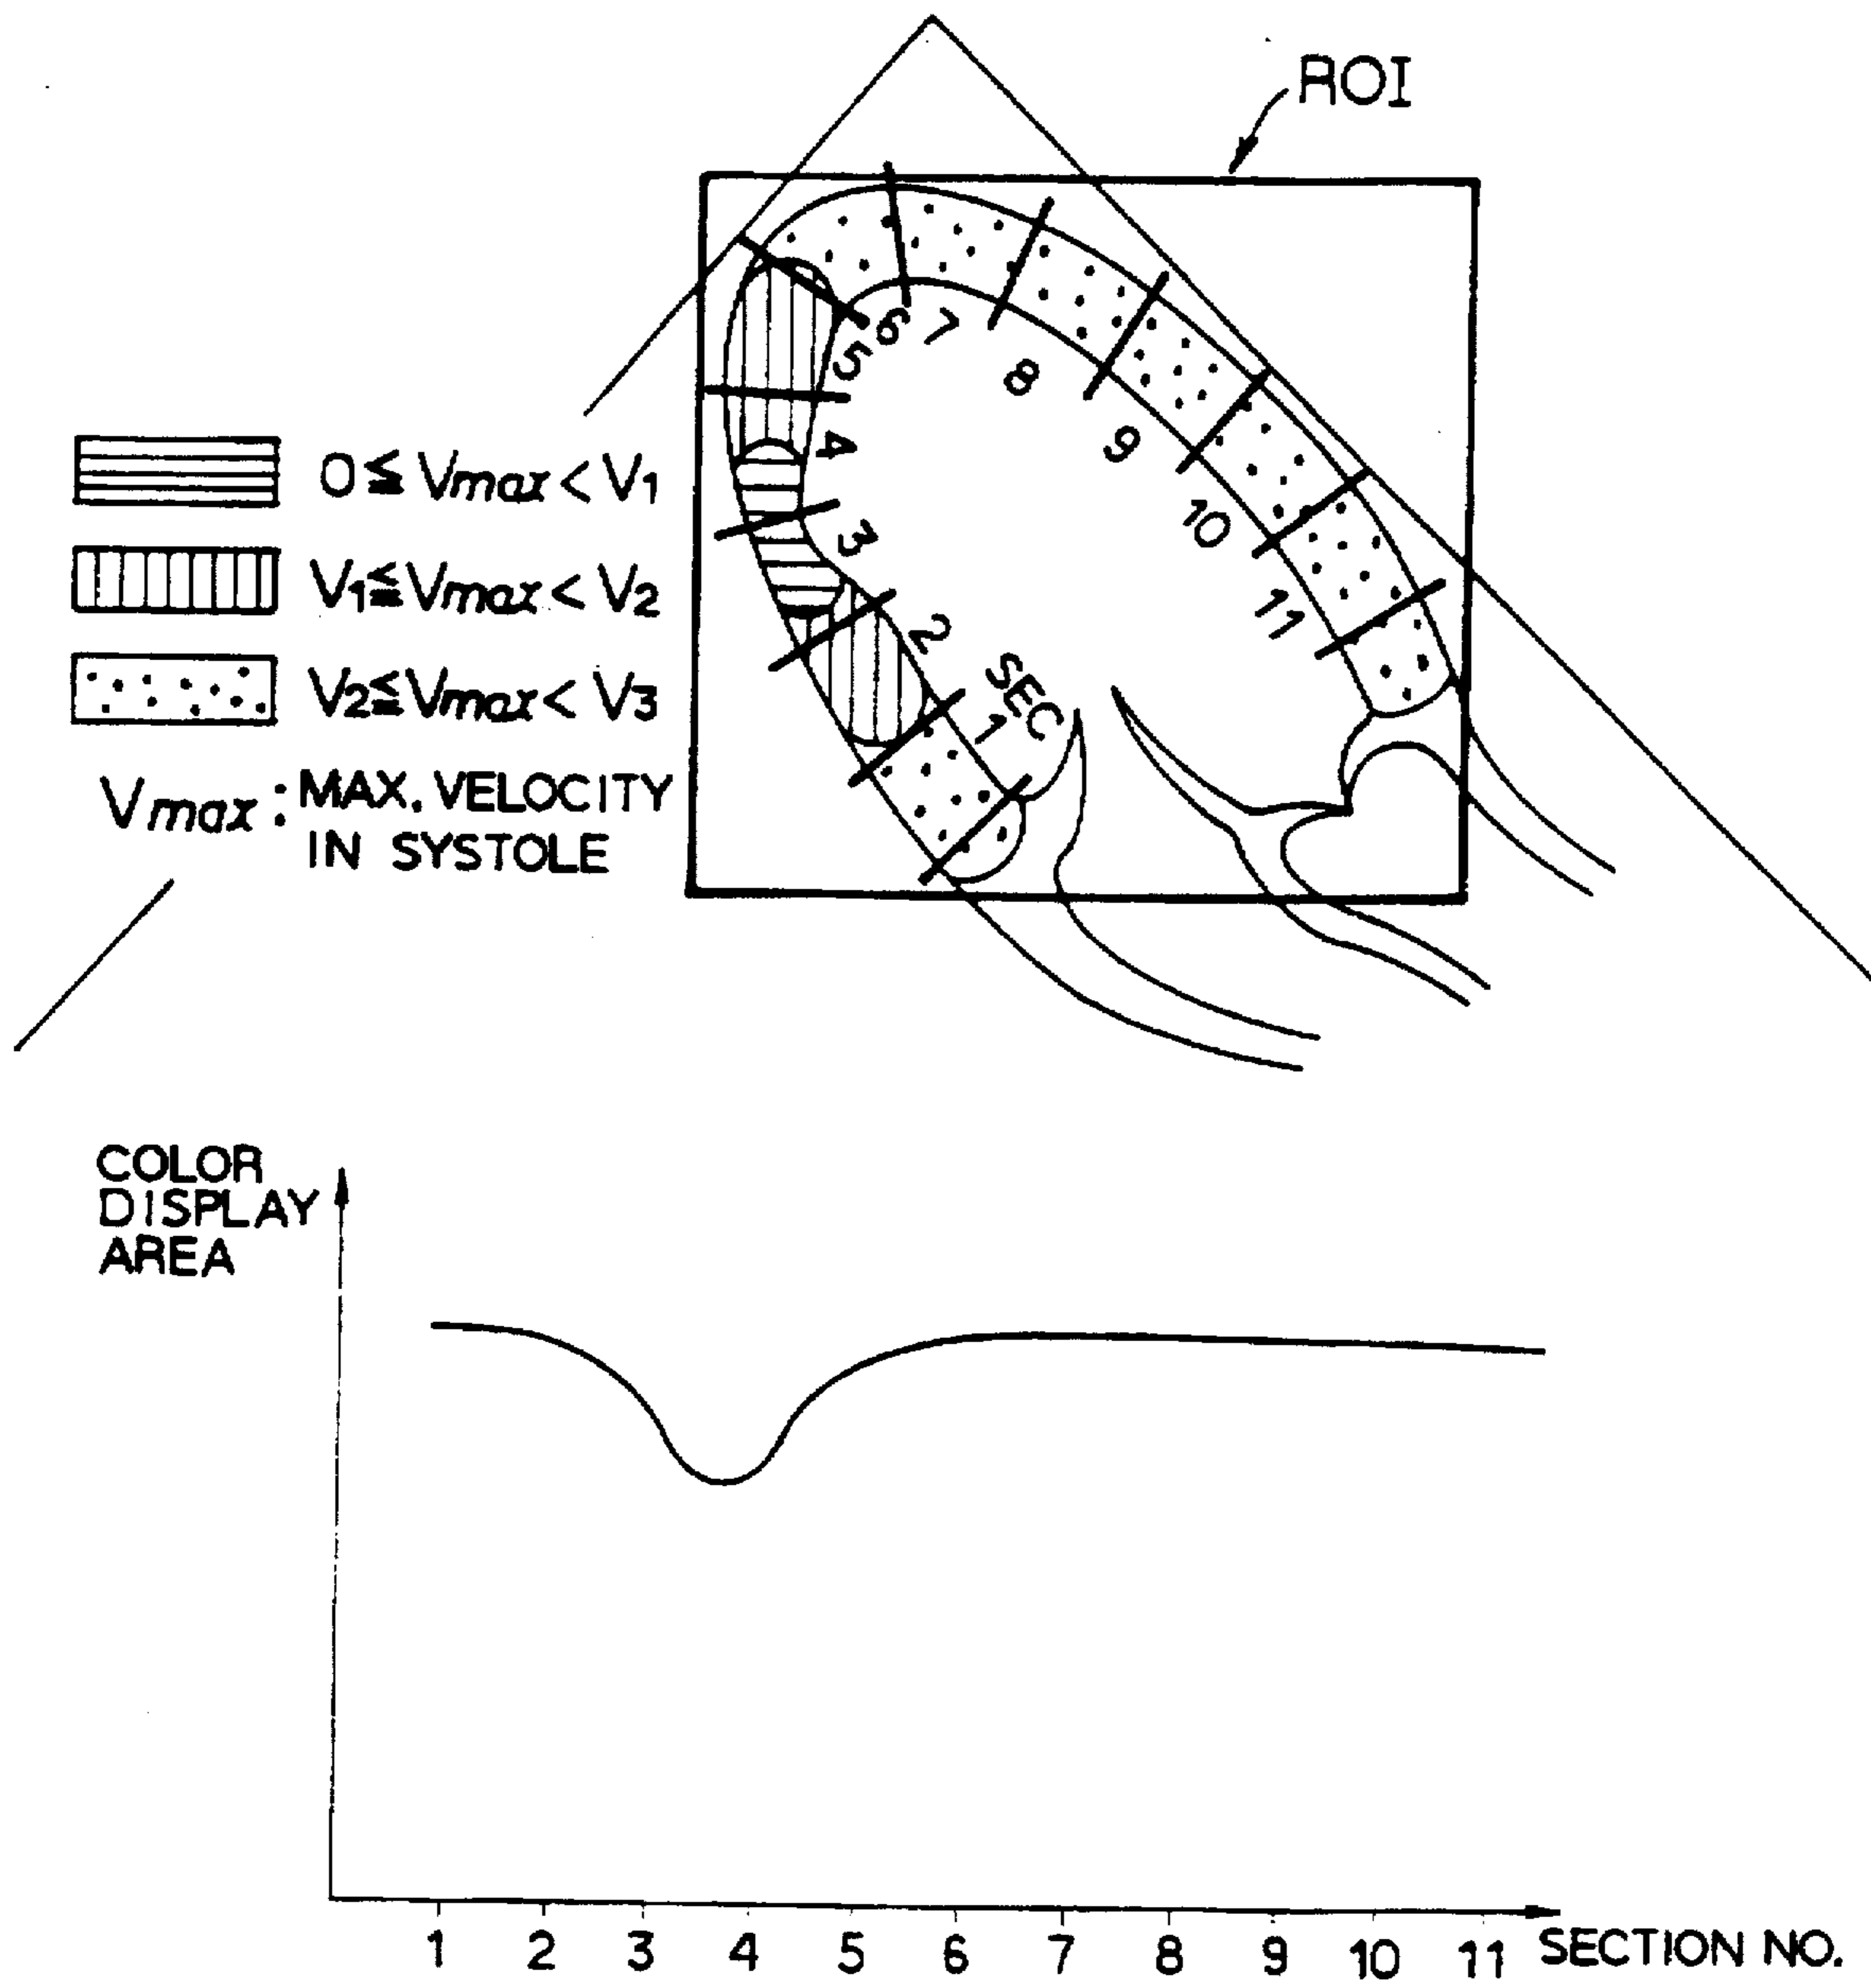 ROI
0 ≦ Vmax < V1
V1 ≦ Vmax < V2
V2 ≦ Vmax < V3
Vmax : MAX. VELOCITY
IN SYSTOLE
SEC
1
2
3
4
5
6
7
8
9
10
11
COLOR
DISPLAY
AREA
1 2 3 4 5 6 7 8 9 10 11 SECTION NO.